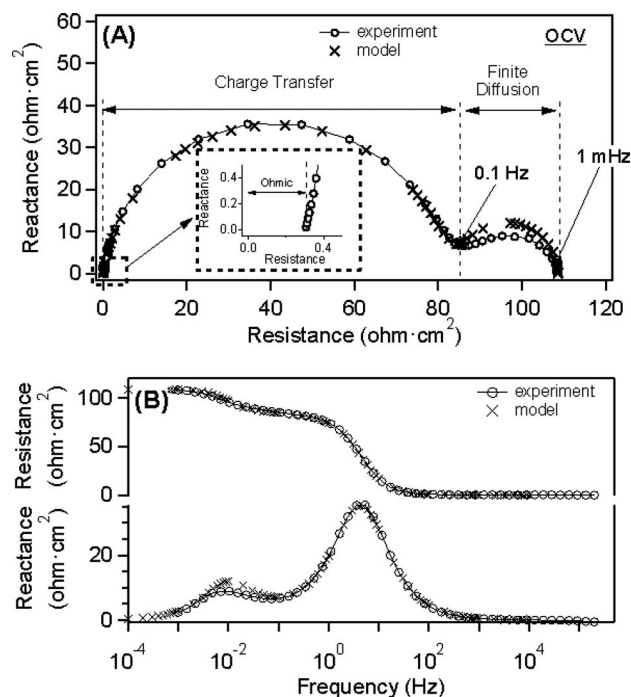 (A)
experiment
model
OCV
Charge Transfer
Finite
Diffusion
0.1 Hz
1 mHz
Ohmic
Reactance
0.4
0.2
0.0
0.0
0.4
Resistance
Reactance (ohm·cm²)
60
50
40
30
20
10
0
0
20
40
60
80
100
120
Resistance (ohm·cm²)
(B)
experiment
model
Resistance
(ohm·cm²)
100
50
0
Reactance
(ohm·cm²)
20
0
10⁻⁴
10⁻²
10⁰
10²
10⁴
Frequency (Hz)